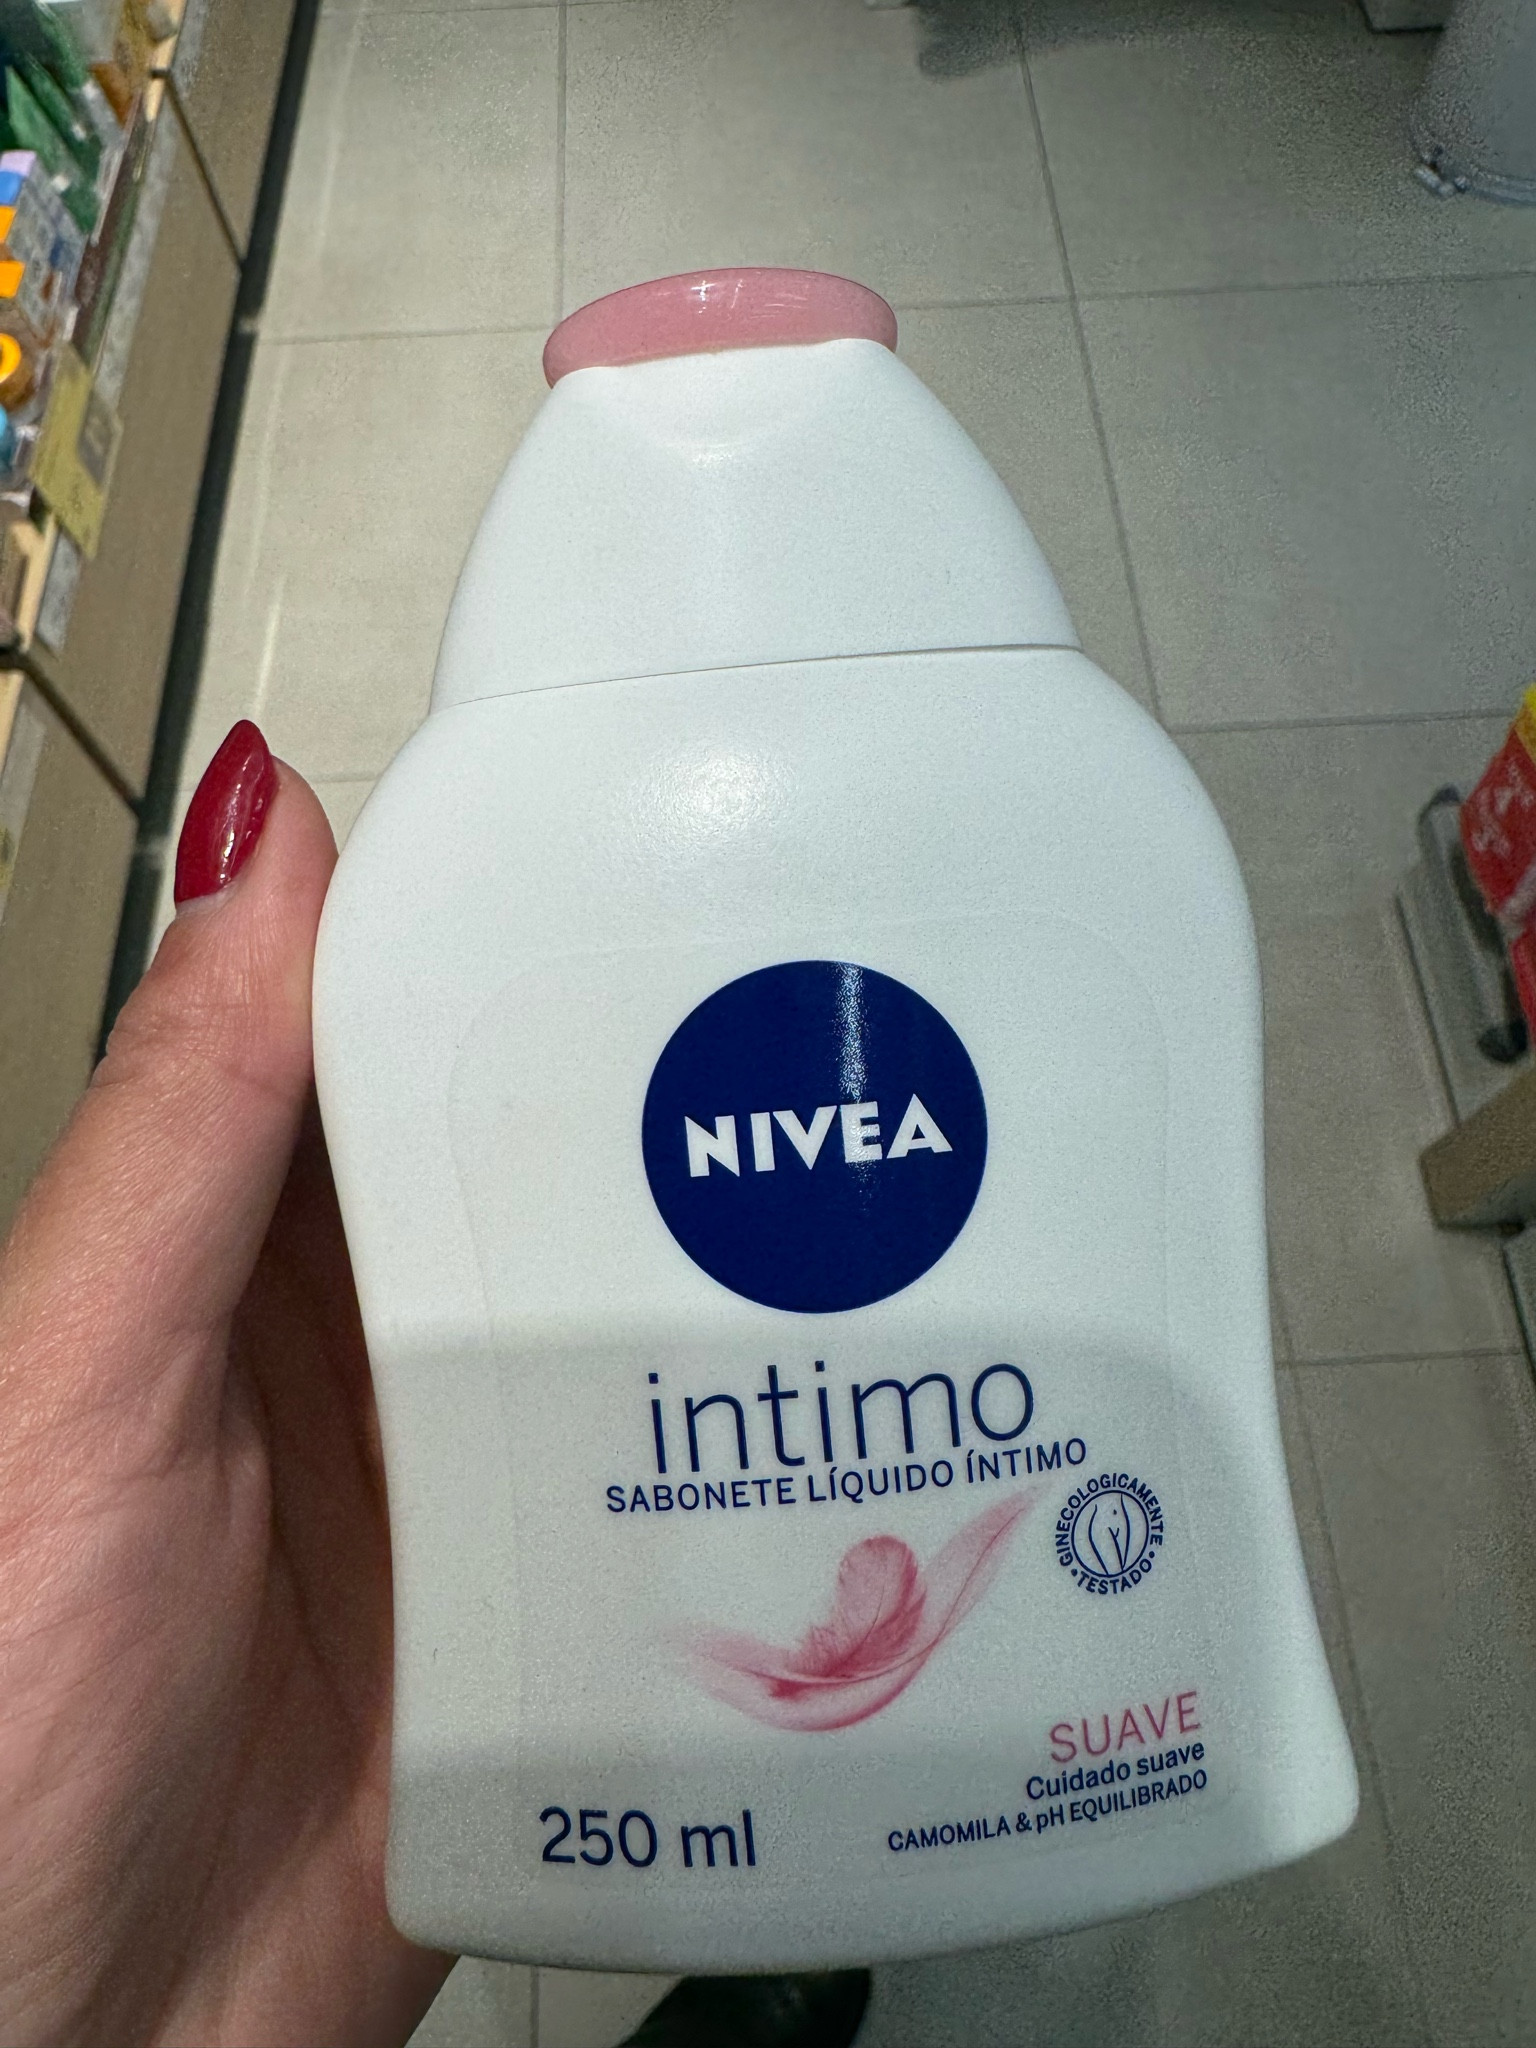 NIVEA
intimo
SABONETE LÍQUIDO ÍNTIMO
GINECOLOGICAMENTE
• TESTADO •
SUAVE
Cuidado suave
CAMOMILA & pH EQUILIBRADO
250 ml